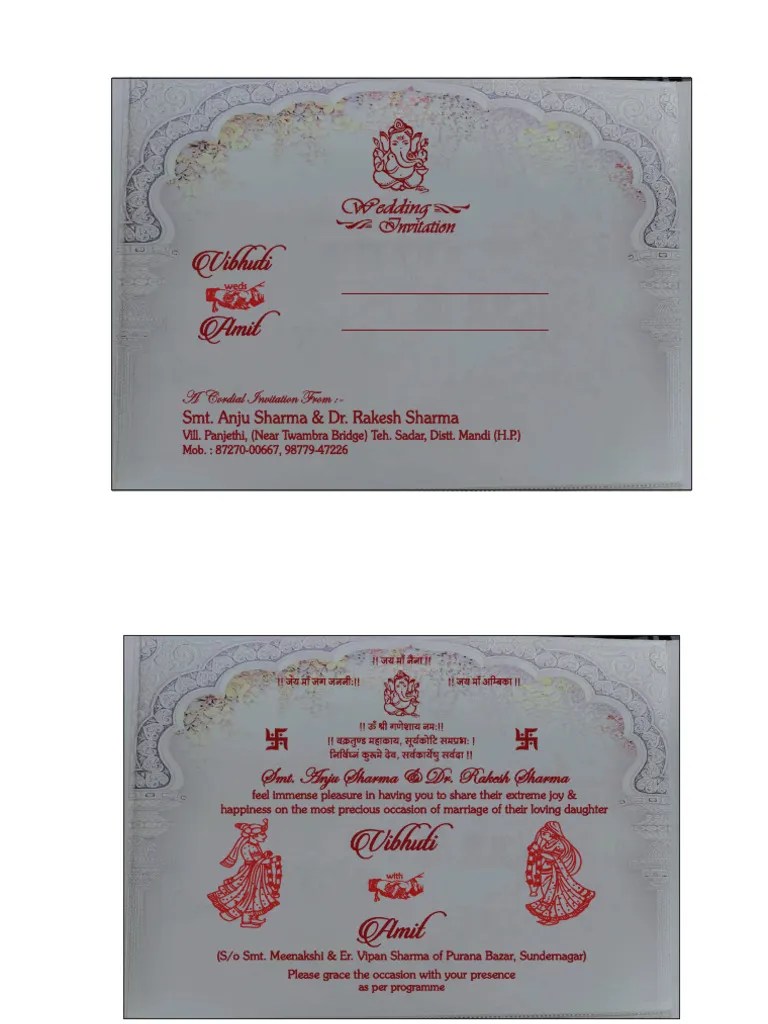 Wedding
Invitation
Vibhuti
weds
Amit
A Cordial Invitation From :-
Smt. Anju Sharma & Dr. Rakesh Sharma
Vill. Panjethi, (Near Twambra Bridge) Teh. Sadar, Distt. Mandi (H.P.)
Mob. : 87270-00667, 98779-47226
!! जय माँ नैना !!
!! जय माँ जग जननी:!! !! जय माँ अम्बिका !!
!! ॐ श्री गणेशाय नम:!!
!! वक्रतुण्ड महाकाय, सूर्यकोटि समप्रभ: !
निर्विघ्नं कुरूमे देव, सर्वकार्येषु सर्वदा !!
Smt. Anju Sharma & Dr. Rakesh Sharma
feel immense pleasure in having you to share their extreme joy &
happiness on the most precious occasion of marriage of their loving daughter
Vibhuti
with
Amit
(S/o Smt. Meenakshi & Er. Vipan Sharma of Purana Bazar, Sundernagar)
Please grace the occasion with your presence
as per programme